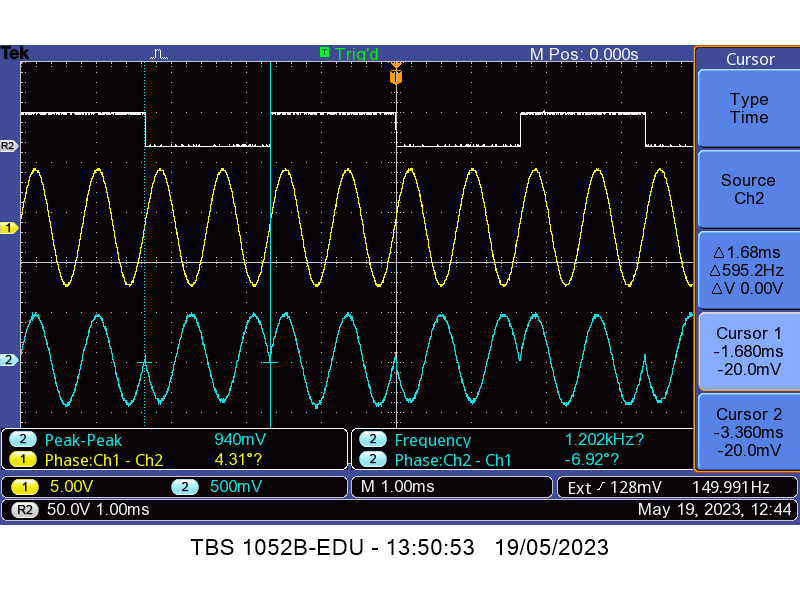 Tek T Trig'd M Pos: 0.000s Cursor
T
Type
Time
R2
Source
Ch2
1
△1.68ms
△595.2Hz
△V 0.00V
Cursor 1
-1.680ms
-20.0mV
2
Cursor 2
-3.360ms
-20.0mV
2 Peak-Peak 940mV 2 Frequency 1.202kHz?
1 Phase:Ch1 - Ch2 4.31°? 2 Phase:Ch2 - Ch1 -6.92°?
1 5.00V 2 500mV M 1.00ms Ext 128mV 149.991Hz
R2 50.0V 1.00ms May 19, 2023, 12:44
TBS 1052B-EDU - 13:50:53 19/05/2023